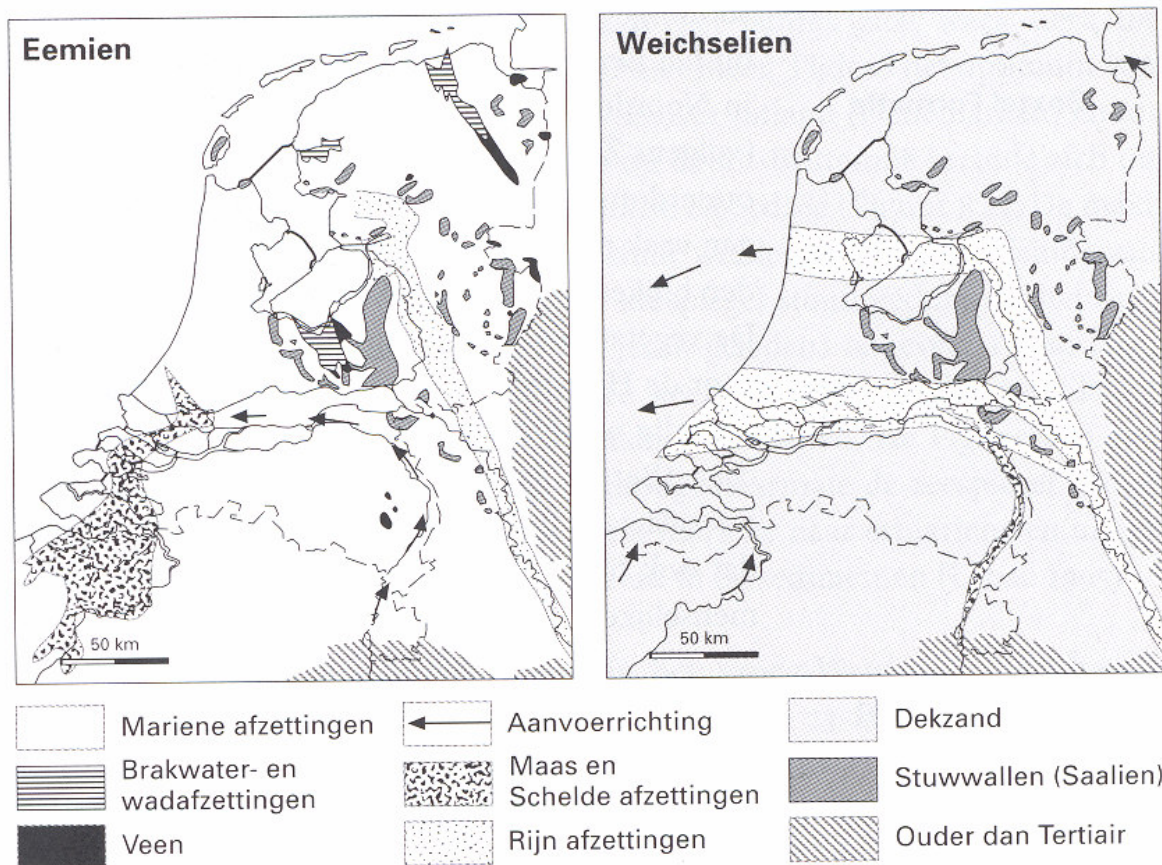 Eemien
Weichselien
50 km
50 km
Mariene afzettingen
Brakwater- en
wadafzettingen
Veen
Aanvoerrichting
Maas en
Schelde afzettingen
Rijn afzettingen
Dekzand
Stuwwallen (Saalien)
Ouder dan Tertiair